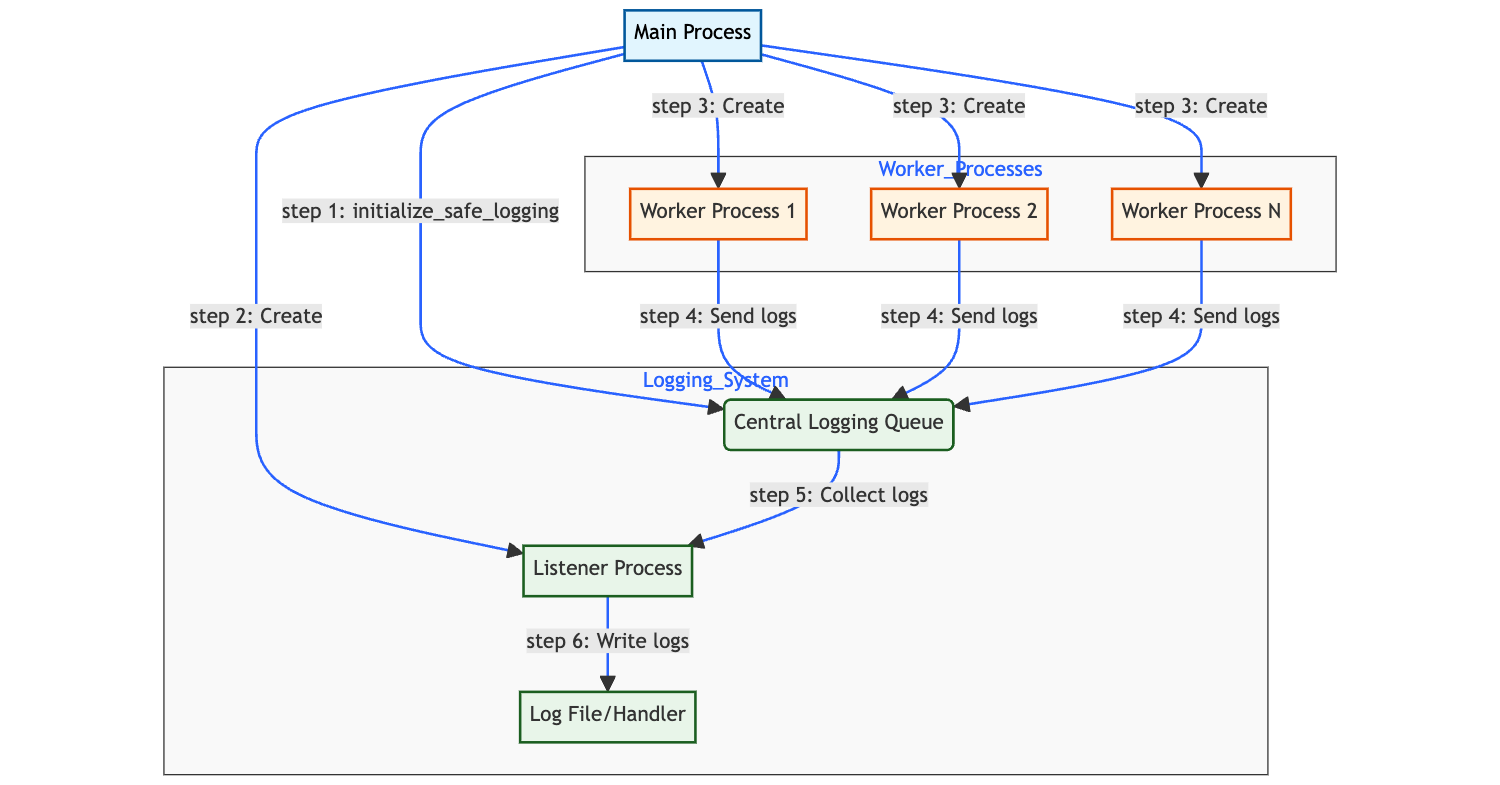 Main Process
step 3: Create
step 3: Create
step 3: Create
Worker_Processes
step 1: initialize_safe_logging
Worker Process 1
Worker Process 2
Worker Process N
step 2: Create
step 4: Send logs
step 4: Send logs
step 4: Send logs
Logging_System
Central Logging Queue
step 5: Collect logs
Listener Process
step 6: Write logs
Log File/Handler